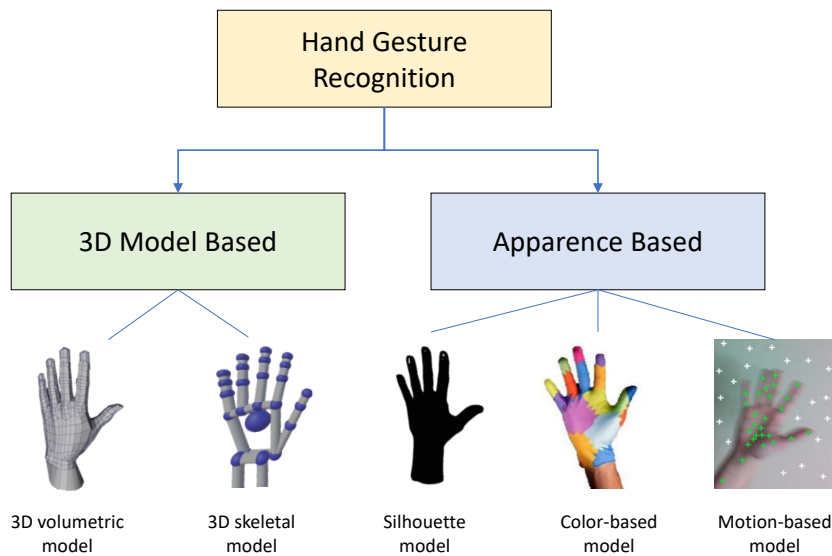 Hand Gesture
Recognition
3D Model Based
Apparence Based
3D volumetric
model
3D skeletal
model
Silhouette
model
Color-based
model
Motion-based
model